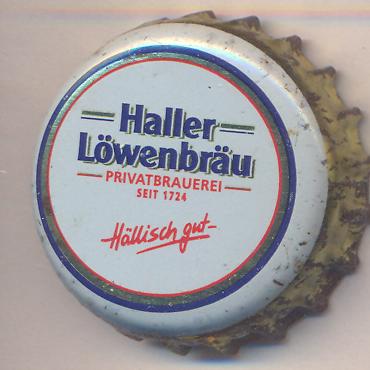 Haller
Löwenbräu
PRIVATBRAUEREI
SEIT 1724
Hällisch gut